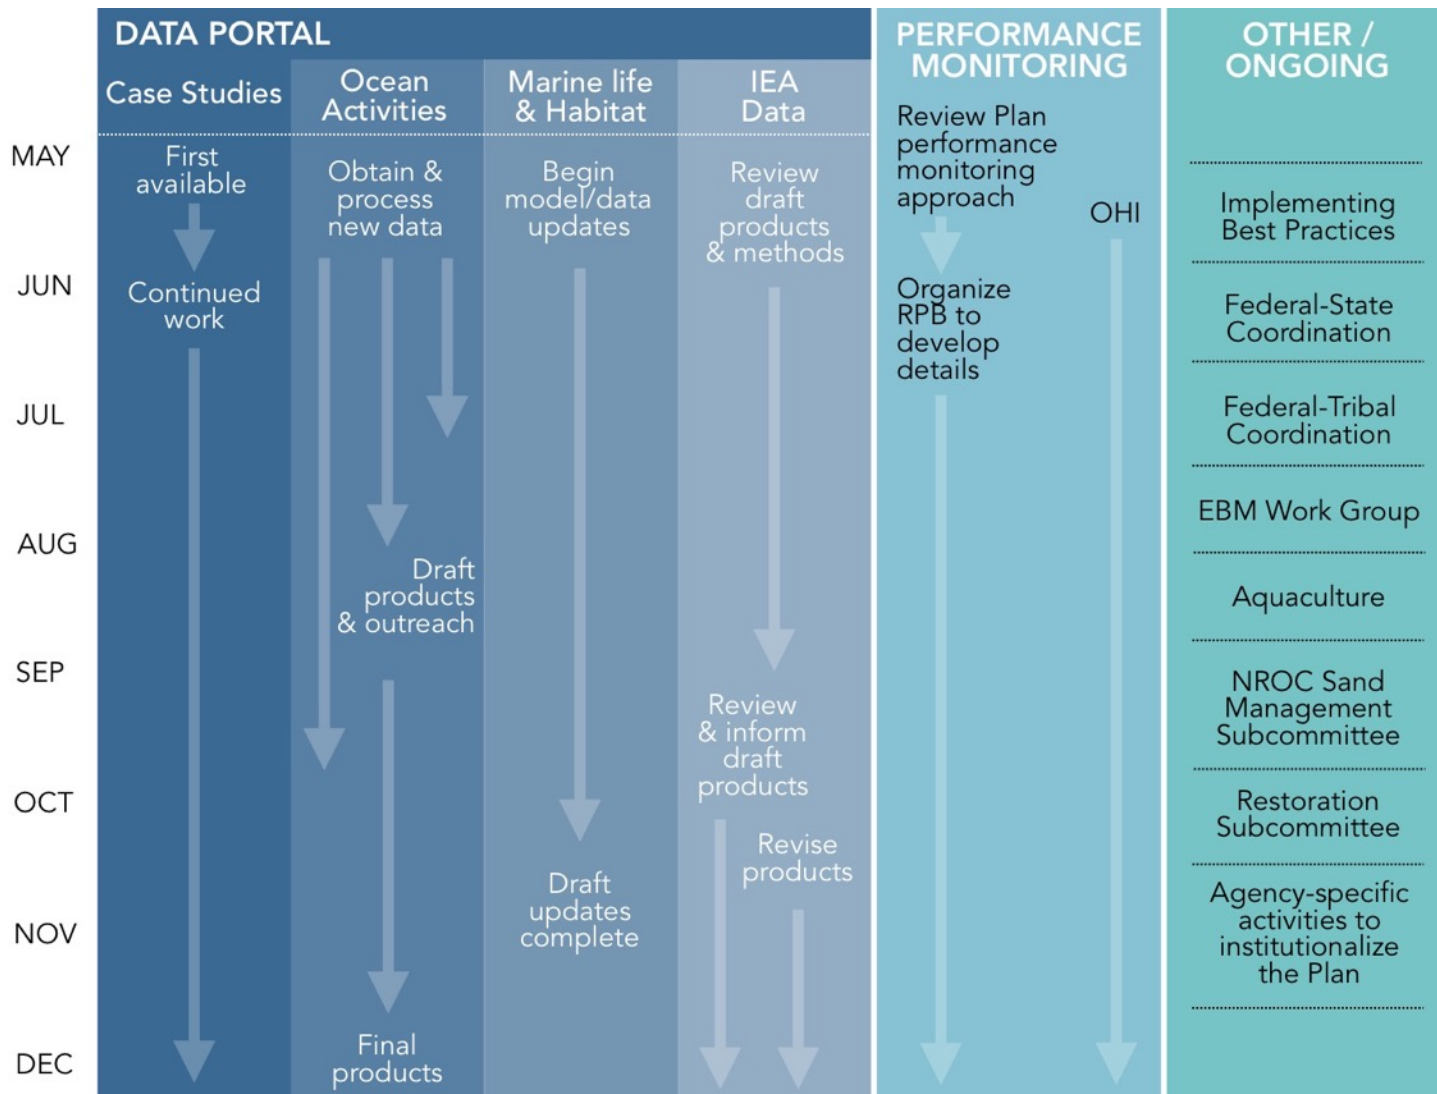 DATA PORTAL
Case Studies
Ocean
Activities
Marine life
& Habitat
IEA
Data
PERFORMANCE
MONITORING
OTHER /
ONGOING
MAY
JUN
JUL
AUG
SEP
OCT
NOV
DEC
First
available
Continued
work
Obtain &
process
new data
Draft
products
& outreach
Final
products
Begin
model/data
updates
Draft
updates
complete
Review
draft
products
& methods
Review
& inform
draft
products
Revise
products
Review Plan
performance
monitoring
approach
Organize
RPB to
develop
details
OHI
Implementing
Best Practices
Federal-State
Coordination
Federal-Tribal
Coordination
EBM Work Group
Aquaculture
NROC Sand
Management
Subcommittee
Restoration
Subcommittee
Agency-specific
activities to
institutionalize
the Plan